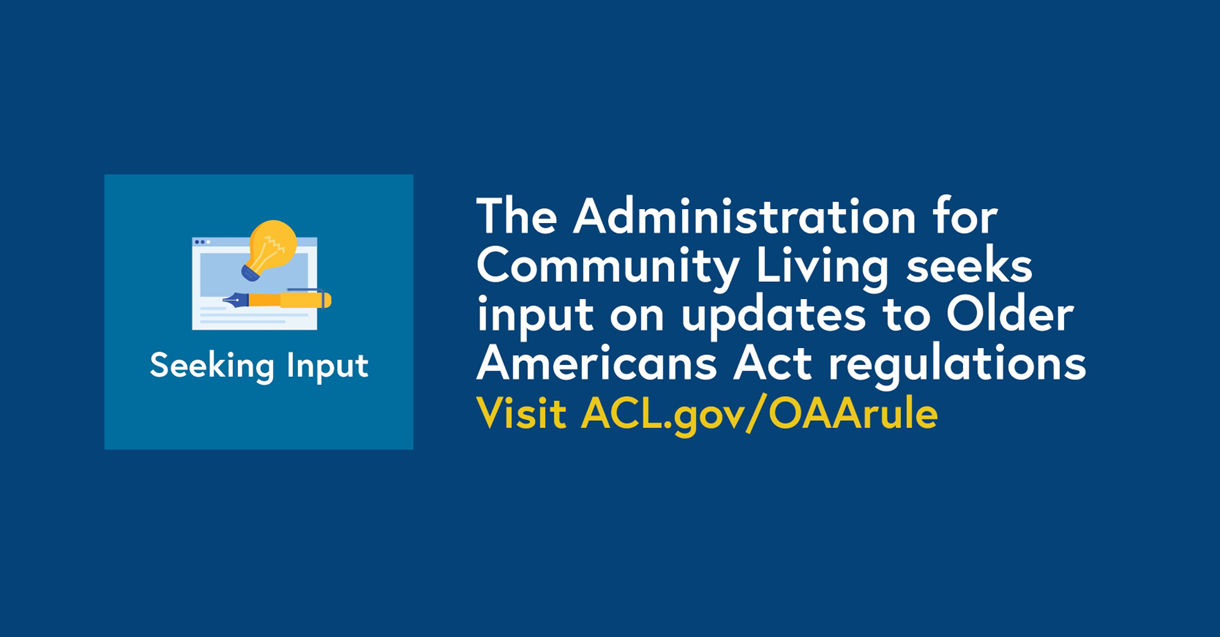 Seeking Input
The Administration for
Community Living seeks
input on updates to Older
Americans Act regulations
Visit ACL.gov/OAArule